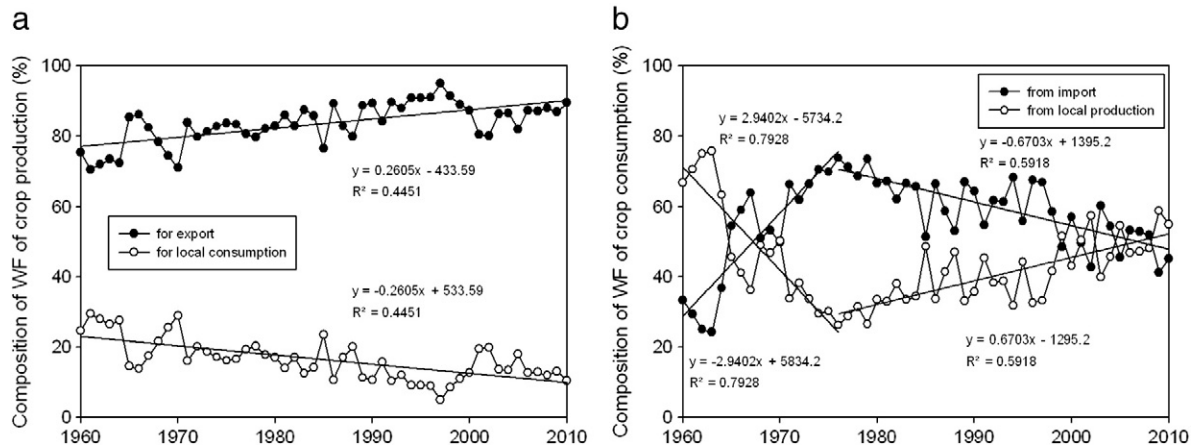 a
Composition of WF of crop production (%)
100
80
60
40
20
0
1960 1970 1980 1990 2000 2010
y = 0.2605x - 433.59
R² = 0.4451
for export
for local consumption
y = -0.2605x + 533.59
R² = 0.4451
b
Composition of WF of crop consumption (%)
100
80
60
40
20
0
1960 1970 1980 1990 2000 2010
from import
from local production
y = 2.9402x - 5734.2
R² = 0.7928
y = -0.6703x + 1395.2
R² = 0.5918
y = -2.9402x + 5834.2
R² = 0.7928
y = 0.6703x - 1295.2
R² = 0.5918